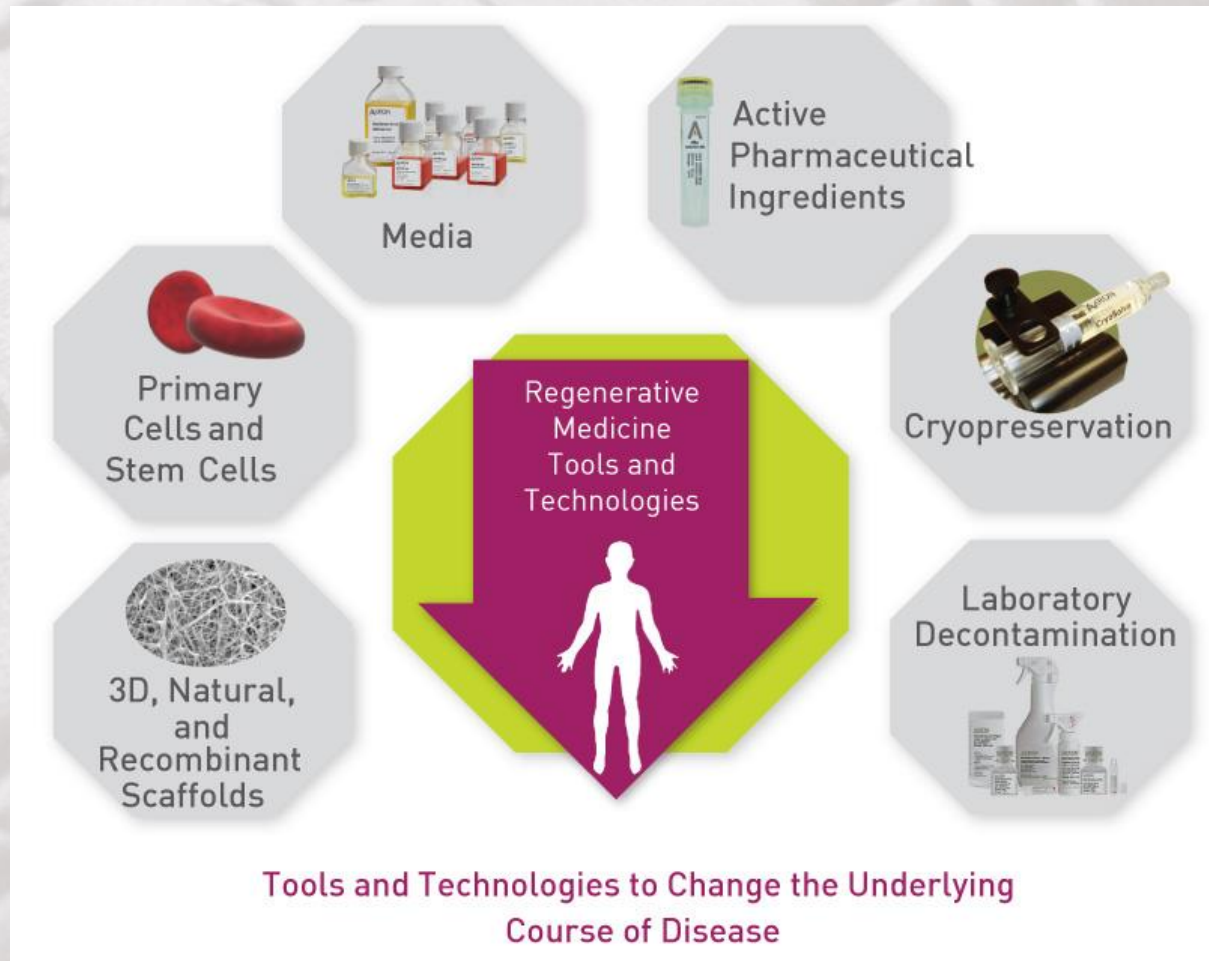 Media
Active
Pharmaceutical
Ingredients
Primary
Cells and
Stem Cells
Regenerative
Medicine
Tools and
Technologies
Cryopreservation
3D, Natural,
and
Recombinant
Scaffolds
Laboratory
Decontamination
Tools and Technologies to Change the Underlying
Course of Disease